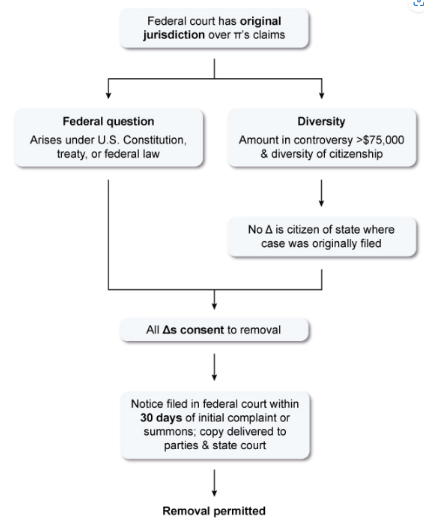 Federal court has original
jurisdiction over π's claims
Federal question
Arises under U.S. Constitution,
treaty, or federal law
Diversity
Amount in controversy >$75,000
& diversity of citizenship
No Δ is citizen of state where
case was originally filed
All Δs consent to removal
Notice filed in federal court within
30 days of initial complaint or
summons; copy delivered to
parties & state court
Removal permitted